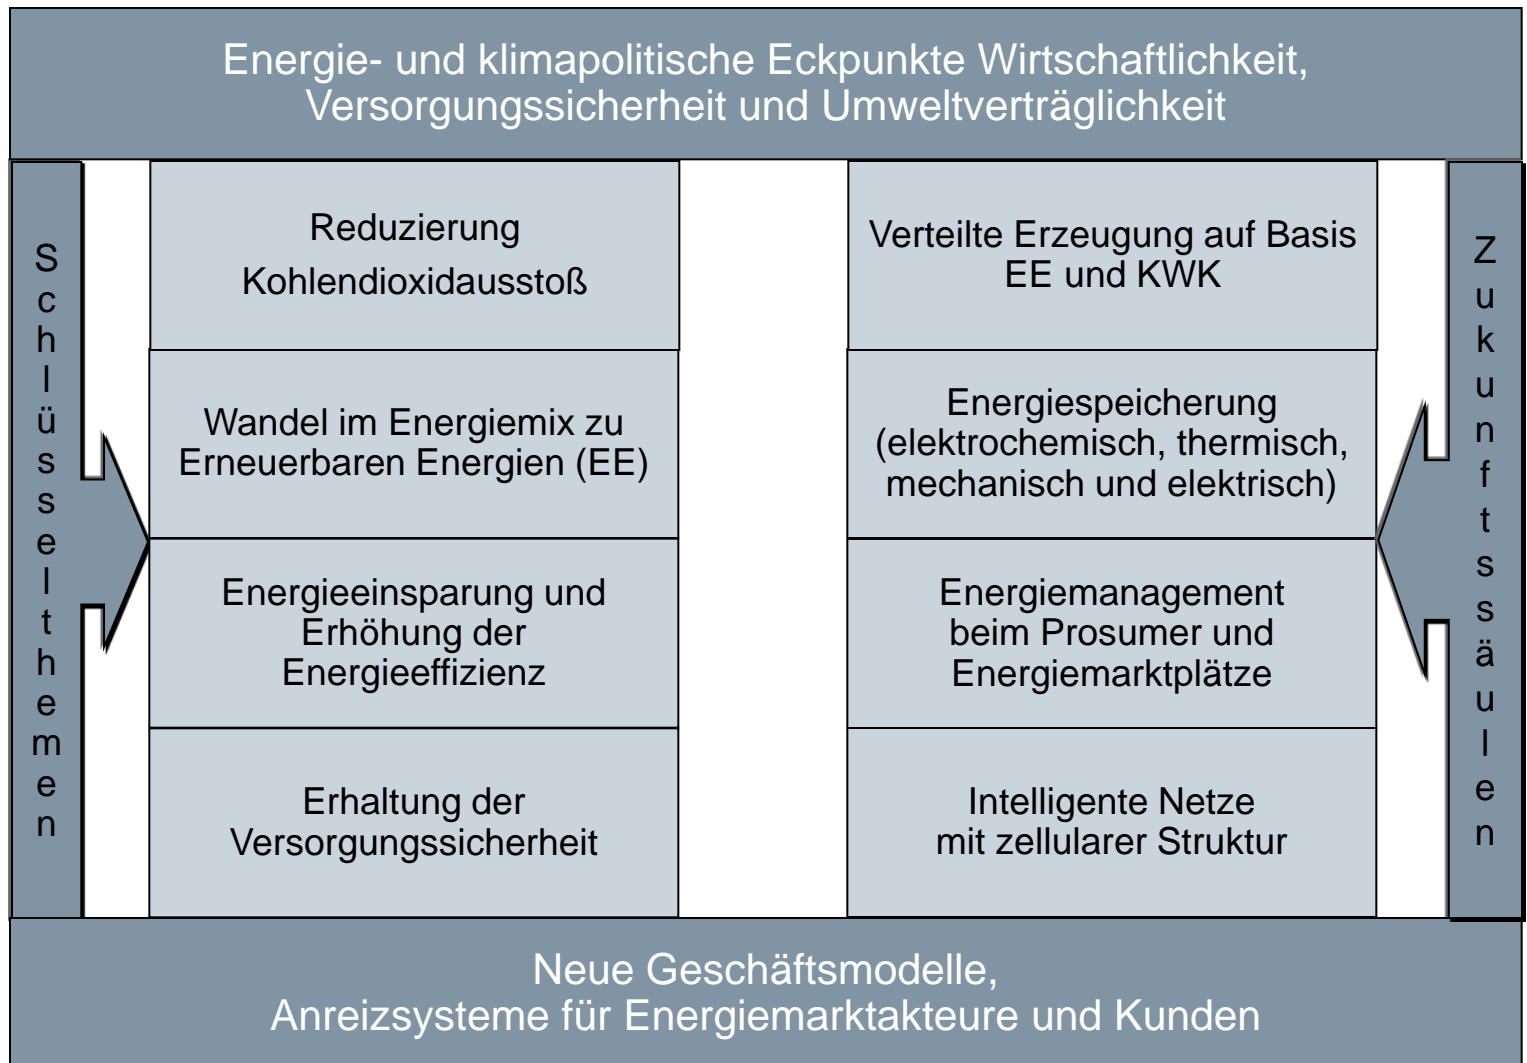 Energie- und klimapolitische Eckpunkte Wirtschaftlichkeit,
Versorgungssicherheit und Umweltverträglichkeit
Schlüsselthemen
Reduzierung
Kohlendioxidausstoß
Wandel im Energiemix zu
Erneuerbaren Energien (EE)
Energieeinsparung und
Erhöhung der
Energieeffizienz
Erhaltung der
Versorgungssicherheit
Verteilte Erzeugung auf Basis
EE und KWK
Energiespeicherung
(elektrochemisch, thermisch,
mechanisch und elektrisch)
Energiemanagement
beim Prosumer und
Energiemarktplätze
Intelligente Netze
mit zellularer Struktur
Zukunftssäulen
Neue Geschäftsmodelle,
Anreizsysteme für Energiemarktakteure und Kunden